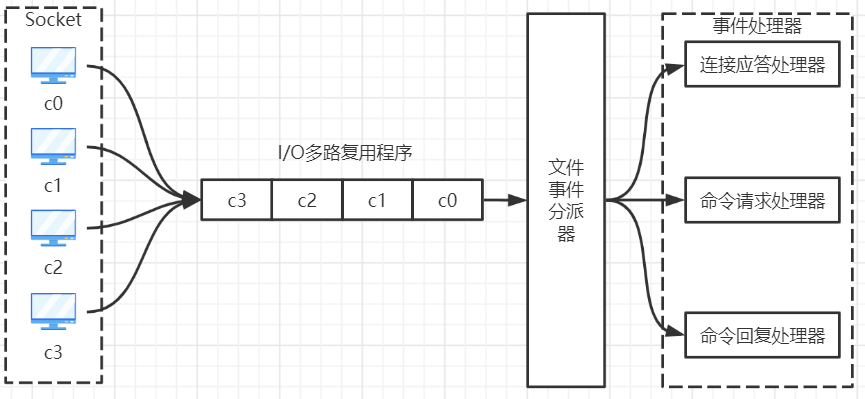 Socket
c0
c1
c2
c3
I/O多路复用程序
c3
c2
c1
c0
文件
事件
分派
器
事件处理器
连接应答处理器
命令请求处理器
命令回复处理器